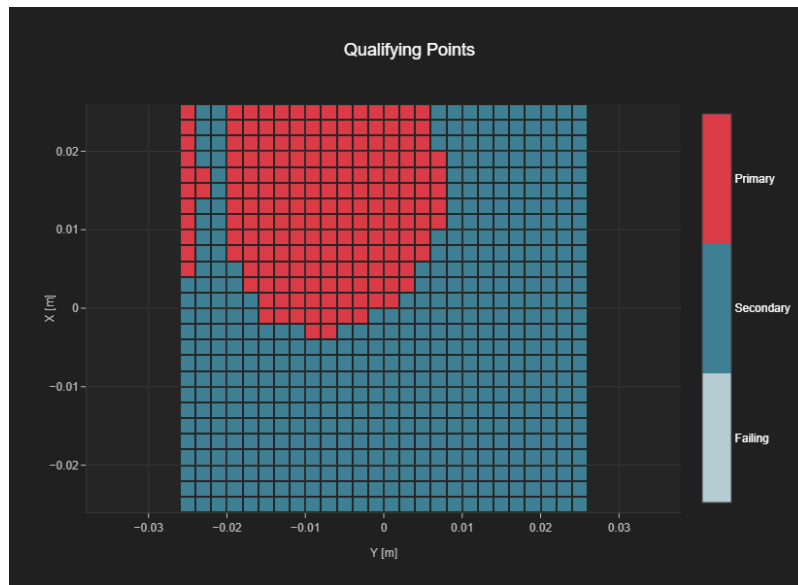 Qualifying Points
0.02
0.01
0
−0.01
−0.02
X [m]
−0.03
−0.02
−0.01
0
0.01
0.02
0.03
Y [m]
Primary
Secondary
Failing